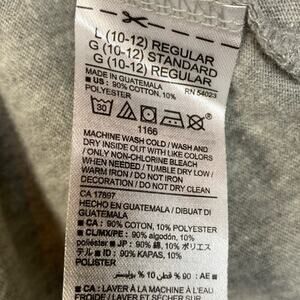 L (10-12) REGULAR
G (10-12) STANDARD
G (10-12) REGULAR
MADE IN GUATEMALA RN 54023
■ US: 90% COTTON, 10%
POLYESTER
30
1166
MACHINE WASH COLD / WASH AND
DRY INSIDE OUT WITH LIKE COLORS
/ ONLY NON-CHLORINE BLEACH
WHEN NEEDED / TUMBLE DRY LOW /
WARM IRON / DO NOT IRON
DECORATION / DO NOT DRY CLEAN
CA 17897
HECHO EN GUATEMALA / DIBUAT DI
GUATEMALA
■ CA: 90% COTON, 10% POLYESTER
■ CL/MX/PE: 90% algodón, 10%
poliéster ■ JP: 90% 綿, 10% ポリエス
テル ■ ID: 90% KAPAS, 10%
POLISTER
■ AE: 90 % قطن 10 % بوليستر
LAVER À LA MACHINE À L'EAU
FROIDE / LAVER ET SÉCHER SUR